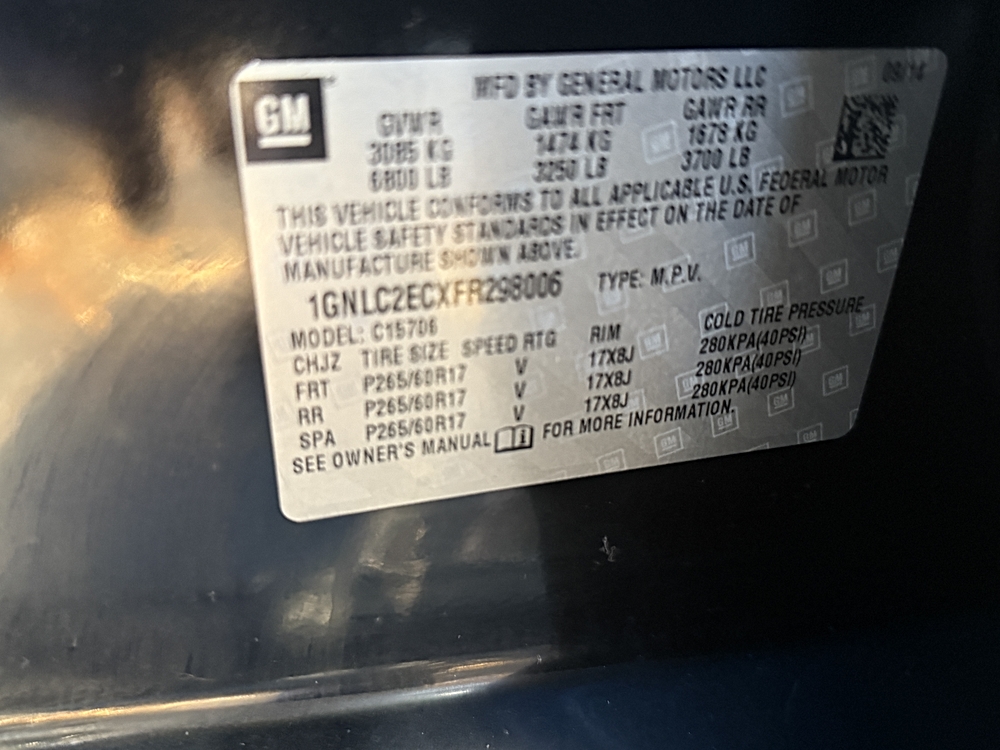 GM
MFD BY GENERAL MOTORS LLC 09/14
GVWR GAWR FRT GAWR RR
3085 KG 1474 KG 1678 KG
6800 LB 3250 LB 3700 LB
THIS VEHICLE CONFORMS TO ALL APPLICABLE U.S. FEDERAL MOTOR
VEHICLE SAFETY STANDARDS IN EFFECT ON THE DATE OF
MANUFACTURE SHOWN ABOVE.
1GNLC2ECXFR298006 TYPE: M.P.V.
MODEL: C15706
CHJZ TIRE SIZE SPEED RTG RIM COLD TIRE PRESSURE
FRT P265/60R17 V 17X8J 280KPA(40PSI)
RR P265/60R17 V 17X8J 280KPA(40PSI)
SPA P265/60R17 V 17X8J 280KPA(40PSI)
SEE OWNER'S MANUAL FOR MORE INFORMATION.